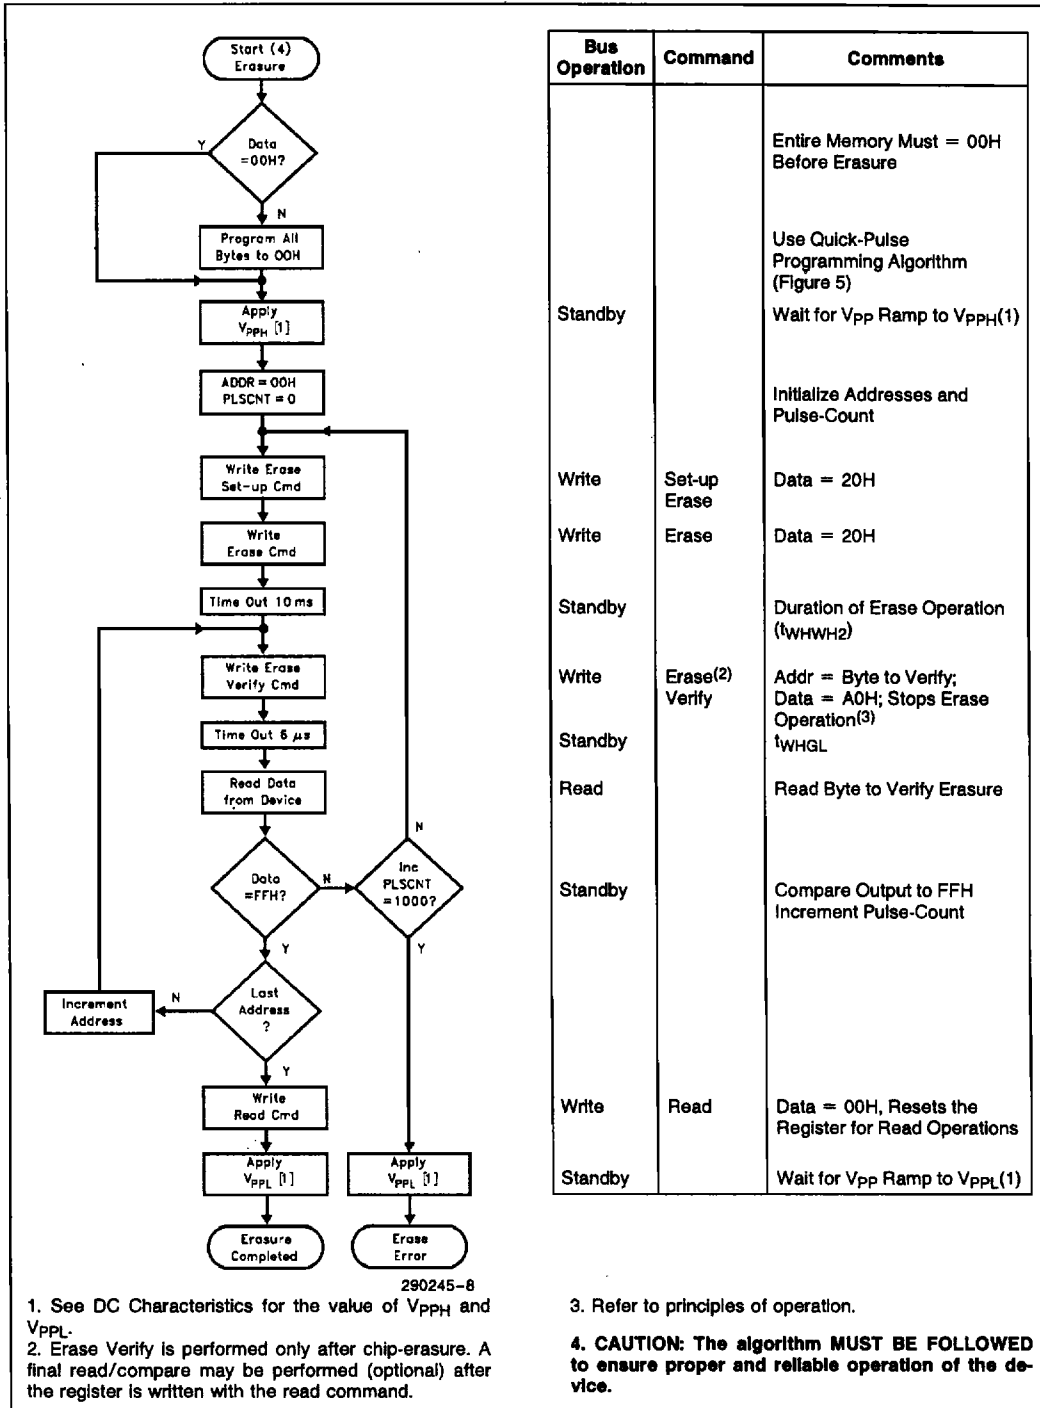 Start (4)
Erasure
Y
Data
=00H?
N
Program All
Bytes to 00H
Apply
VPPH [1]
ADDR = 00H
PLSCNT = 0
Write Erase
Set-up Cmd
Write
Erase Cmd
Time Out 10 ms
Write Erase
Verify Cmd
Time Out 6 µs
Read Data
from Device
N
Data
=FFH?
N
Inc
PLSCNT
=1000?
Y
Y
Increment
Address
N
Last
Address
?
Y
Write
Read Cmd
Apply
VPPL [1]
Apply
VPPL [1]
Erasure
Completed
Erase
Error
290245-8
Bus
Operation
Command
Comments
Entire Memory Must = 00H
Before Erasure
Use Quick-Pulse
Programming Algorithm
(Figure 5)
Standby
Wait for VPP Ramp to VPPH(1)
Initialize Addresses and
Pulse-Count
Write
Set-up
Erase
Data = 20H
Write
Erase
Data = 20H
Standby
Duration of Erase Operation
(tWHWH2)
Write
Erase(2)
Verify
Addr = Byte to Verify;
Data = A0H; Stops Erase
Operation(3)
Standby
tWHGL
Read
Read Byte to Verify Erasure
Standby
Compare Output to FFH
Increment Pulse-Count
Write
Read
Data = 00H, Resets the
Register for Read Operations
Standby
Wait for VPP Ramp to VPPL(1)
1. See DC Characteristics for the value of VPPH and
VPPL.
2. Erase Verify is performed only after chip-erasure. A
final read/compare may be performed (optional) after
the register is written with the read command.
3. Refer to principles of operation.
4. CAUTION: The algorithm MUST BE FOLLOWED
to ensure proper and reliable operation of the de-
vice.